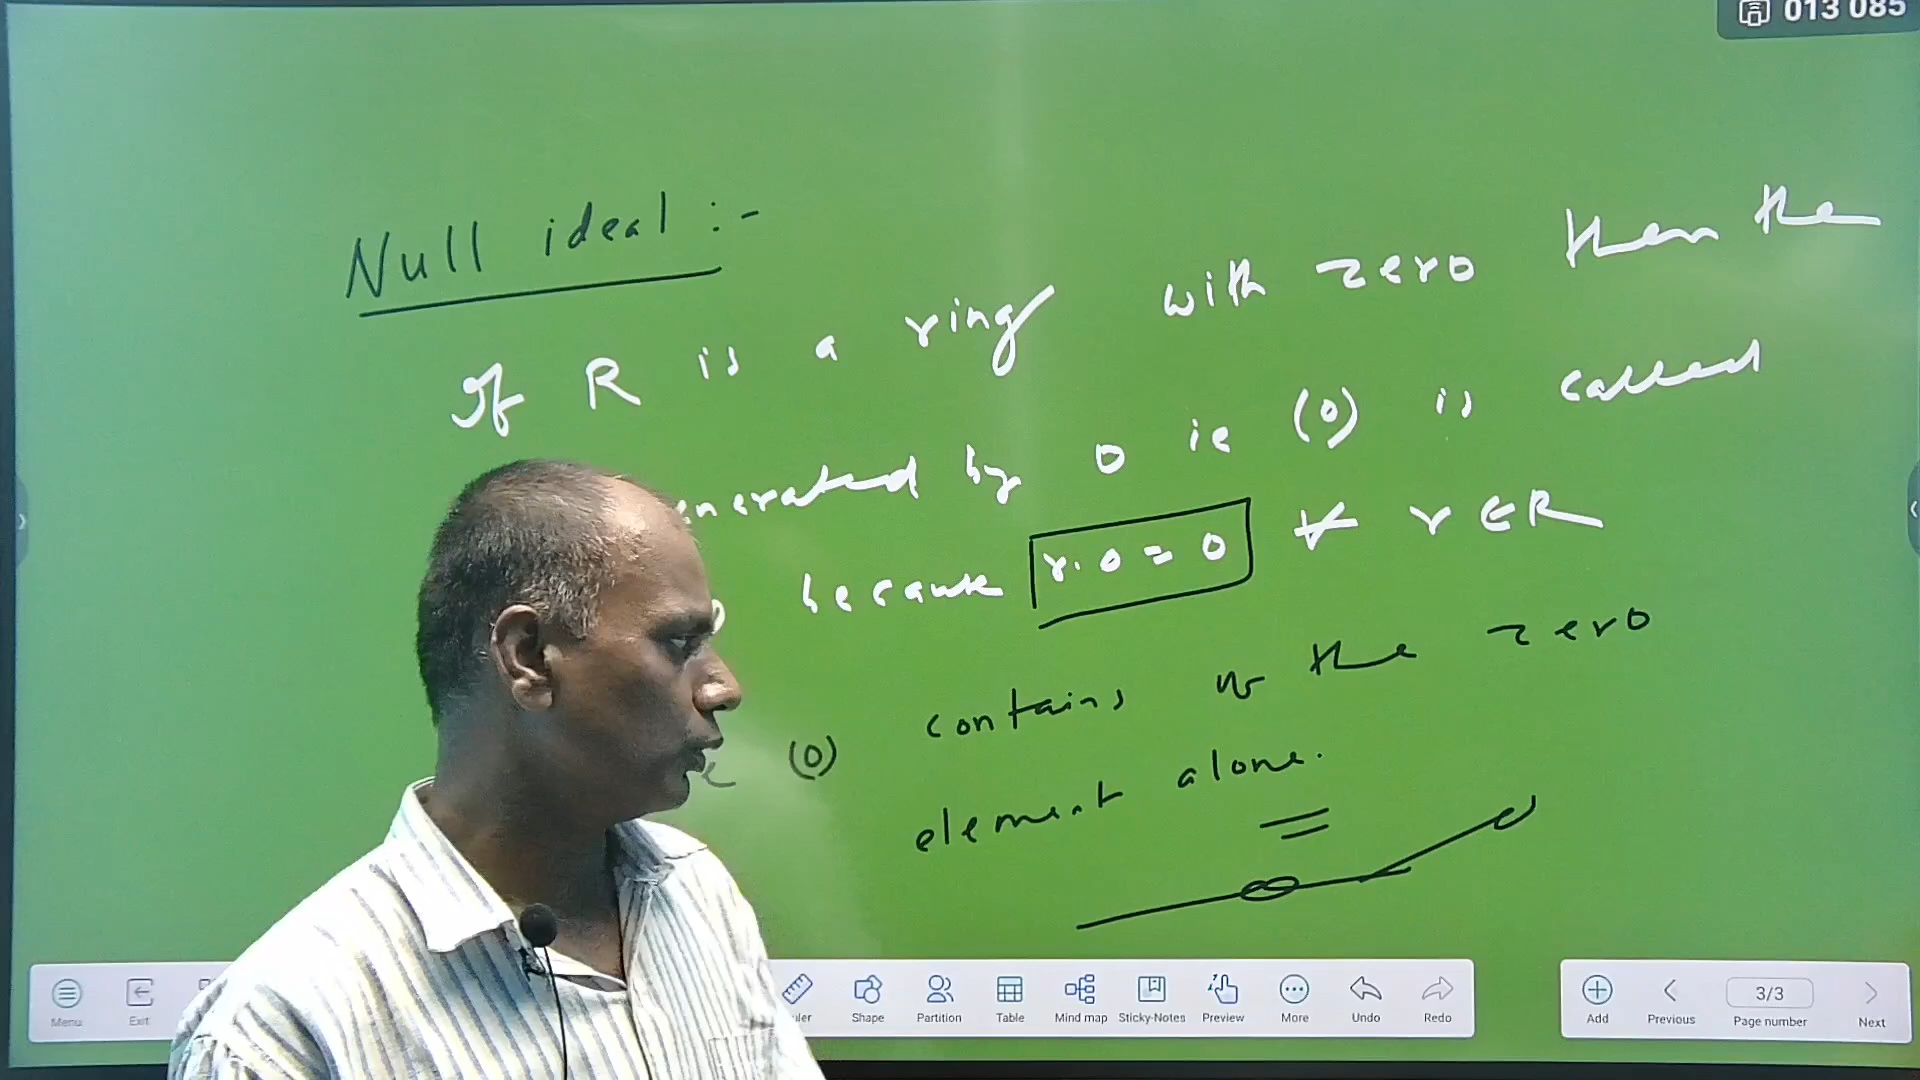 013 085
Null ideal :-
If R is a ring with zero then the
enerated by 0 ie (0) is called
because r.0 = 0 ∀ r ∈ R
(0) contains the zero
element alone.
Menu Exit uler Shape Partition Table Mind map Sticky-Notes Preview More Undo Redo Add Previous 3/3 Page number Next